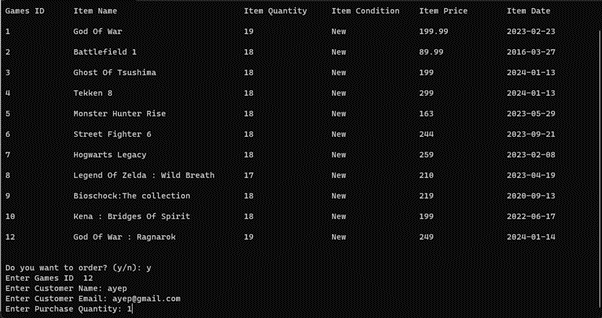 Games ID Item Name Item Quantity Item Condition Item Price Item Date
1 God Of War 19 New 199.99 2023-02-23
2 Battlefield 1 18 New 89.99 2016-03-27
3 Ghost Of Tsushima 18 New 199 2024-01-13
4 Tekken 8 18 New 299 2024-01-13
5 Monster Hunter Rise 18 New 163 2023-05-29
6 Street Fighter 6 18 New 244 2023-09-21
7 Hogwarts Legacy 18 New 259 2023-02-08
8 Legend Of Zelda : Wild Breath 17 New 210 2023-04-19
9 Bioschock:The collection 18 New 219 2020-09-13
10 Kena : Bridges Of Spirit 18 New 199 2022-06-17
12 God Of War : Ragnarok 19 New 249 2024-01-14
Do you want to order? (y/n): y
Enter Games ID 12
Enter Customer Name: ayep
Enter Customer Email: ayep@gmail.com
Enter Purchase Quantity: 1